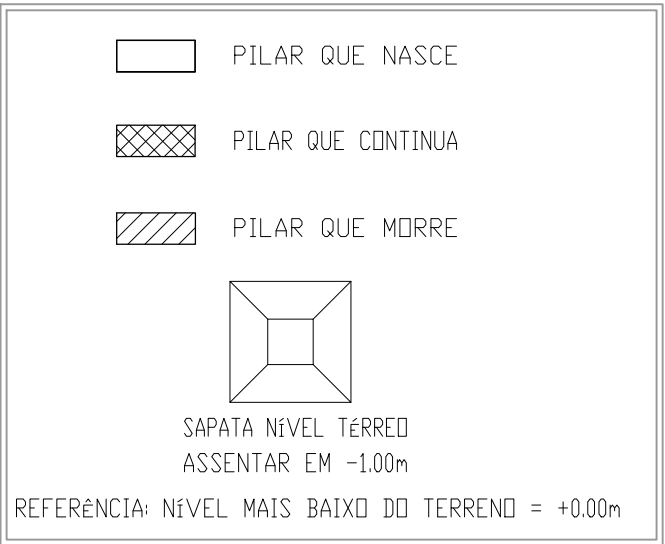 PILAR QUE NASCE
PILAR QUE CONTINUA
PILAR QUE MORRE
SAPATA NÍVEL TÉRREO
ASSENTAR EM -1.00m
REFERÊNCIA: NÍVEL MAIS BAIXO DO TERRENO = +0.00m